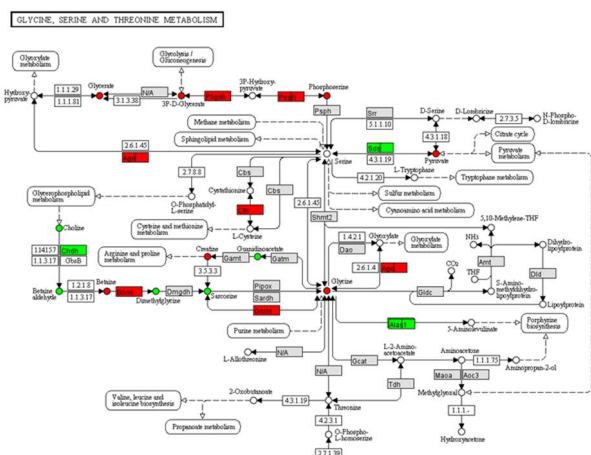 GLYCINE, SERINE AND THREONINE METABOLISM
Glyoxylate
metabolism
Glycolysis /
Gluconeogenesis
Hydroxy-
pyruvate
1.1.1.29
1.1.1.81
Glycerate
N/A
3.1.3.38
3P-D-Glycerate
3P-Hydroxy-
pyruvate
Phosphoserine
Psph
Methane metabolism
Sphingolipid metabolism
Srr
5.1.1.10
D-Serine
D-Lombricine
2.7.3.5
N-Phospho-
D-lombricine
4.3.1.18
Citrate cycle
Pyruvate
metabolism
2.6.1.45
Sds
4.3.1.19
Pyruvate
Serine
L-Tryptophane
4.2.1.20
Tryptophane metabolism
Sulfur metabolism
Cyanoamino acid metabolism
2.7.8.8
Glycerophospholipid
metabolism
O-Phosphatidyl-
L-serine
Cystathionine
Cbs
Cbs
Cysteine and methionine
metabolism
L-Cysteine
2.6.1.45
Shmt2
5,10-Methylene-THF
Choline
114157
Chdh
1.1.3.17
GbsB
Arginine and proline
metabolism
Creatine
Guanidinoacetate
Gamt
Gatm
3.5.3.3
1.4.2.1
Dao
Glyoxylate
Glyoxylate
metabolism
2.6.1.4
NH3
THF
CO2
Amt
Dihydro-
lipoylprotein
Dld
Gldc
S-Amino-
methyldihydro-
lipoylprotein
Lipoylprotein
Betaine
aldehyde
1.2.1.8
1.1.3.17
Betaine
Dimethylglycine
Dmgdh
Sarcosine
Pipox
Sardh
Glycine
Purine metabolism
Alas1
5-Aminolevulinate
Porphyrine
biosynthesis
L-Allothreonine
N/A
N/A
Gcat
L-2-Amino-
acetoacetate
Aminoacetone
1.1.1.75
Aminopropan-2-ol
Tdh
Maoa
Aoc3
Methylglyoxal
Valine, leucine and
isoleucine biosynthesis
2-Oxobutanoate
4.3.1.19
Threonine
1.1.1.-
Propanoate metabolism
4.2.3.1
O-Phospho-
L-homoserine
2.7.1.39
Hydroxyacetone